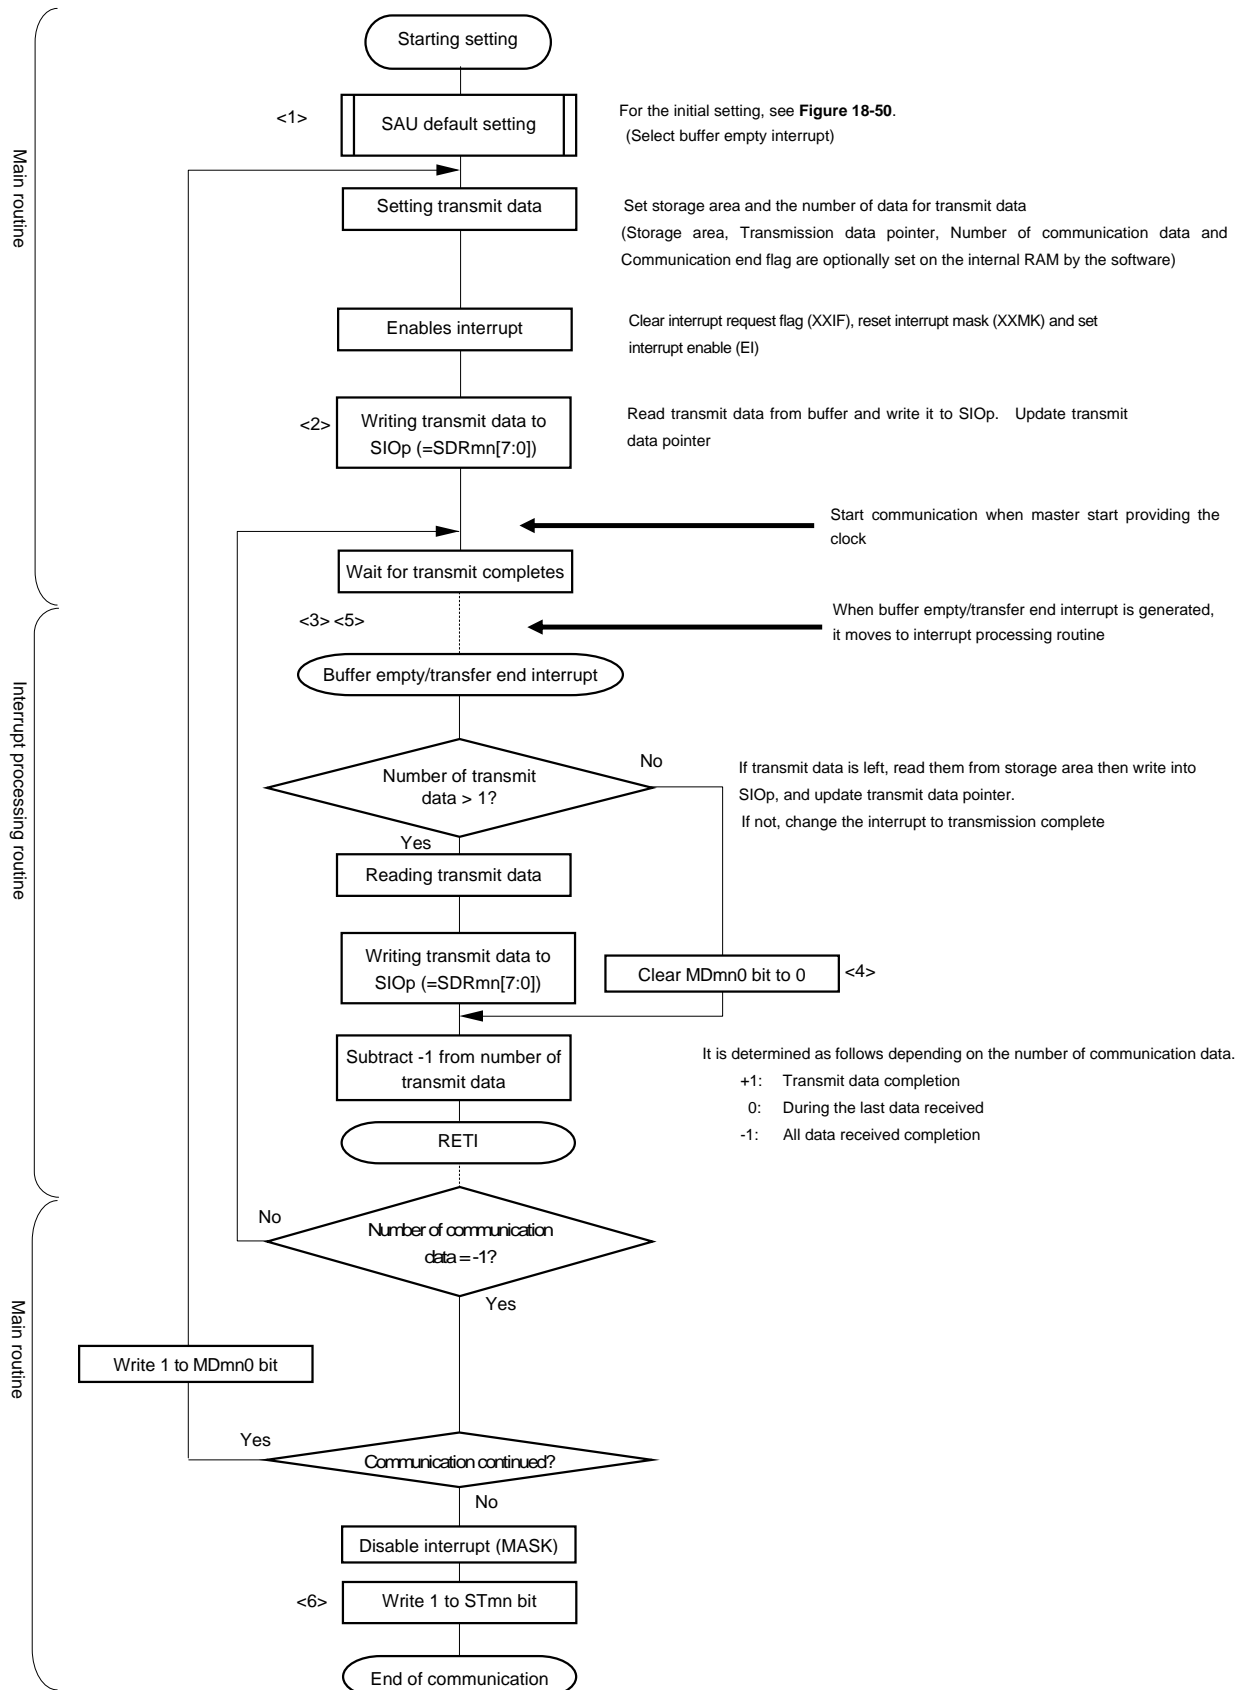 Main routine
Starting setting
<1>
SAU default setting
For the initial setting, see Figure 18-50.
(Select buffer empty interrupt)
Setting transmit data
Set storage area and the number of data for transmit data
(Storage area, Transmission data pointer, Number of communication data and
Communication end flag are optionally set on the internal RAM by the software)
Enables interrupt
Clear interrupt request flag (XXIF), reset interrupt mask (XXMK) and set
interrupt enable (EI)
<2>
Writing transmit data to
SIOp (=SDRmn[7:0])
Read transmit data from buffer and write it to SIOp. Update transmit
data pointer
Start communication when master start providing the
clock
Wait for transmit completes
Interrupt processing routine
<3> <5>
When buffer empty/transfer end interrupt is generated,
it moves to interrupt processing routine
Buffer empty/transfer end interrupt
Number of transmit
data > 1?
No
If transmit data is left, read them from storage area then write into
SIOp, and update transmit data pointer.
If not, change the interrupt to transmission complete
Yes
Reading transmit data
Writing transmit data to
SIOp (=SDRmn[7:0])
Clear MDmn0 bit to 0
<4>
Subtract -1 from number of
transmit data
It is determined as follows depending on the number of communication data.
+1: Transmit data completion
0: During the last data received
-1: All data received completion
RETI
Main routine
No
Number of communication
data = -1?
Yes
Write 1 to MDmn0 bit
Yes
Communication continued?
No
Disable interrupt (MASK)
<6>
Write 1 to STmn bit
End of communication